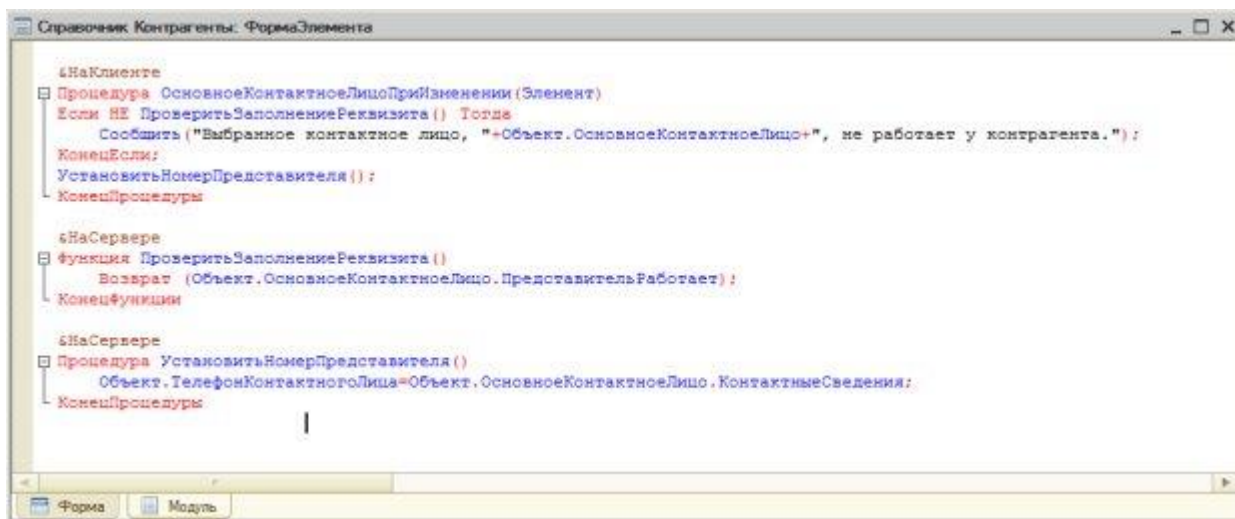 Справочник Контрагенты: ФормаЭлемента
&НаКлиенте
Процедура ОсновноеКонтактноеЛицоПриИзменении(Элемент)
Если НЕ ПроверитьЗаполнениеРеквизита() Тогда
Сообщить("Выбранное контактное лицо, "+Объект.ОсновноеКонтактноеЛицо+", не работает у контрагента.");
КонецЕсли;
УстановитьНомерПредставителя();
КонецПроцедуры
&НаСервере
Функция ПроверитьЗаполнениеРеквизита()
Возврат (Объект.ОсновноеКонтактноеЛицо.ПредставительРаботает);
КонецФункции
&НаСервере
Процедура УстановитьНомерПредставителя()
Объект.ТелефонКонтактногоЛица=Объект.ОсновноеКонтактноеЛицо.КонтактныеСведения;
КонецПроцедуры
Форма Модуль